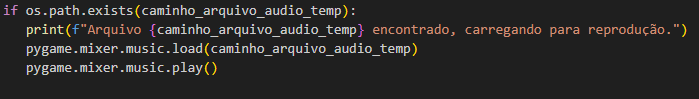 if os.path.exists(caminho_arquivo_audio_temp):
    print(f"Arquivo {caminho_arquivo_audio_temp} encontrado, carregando para reprodução.")
    pygame.mixer.music.load(caminho_arquivo_audio_temp)
    pygame.mixer.music.play()